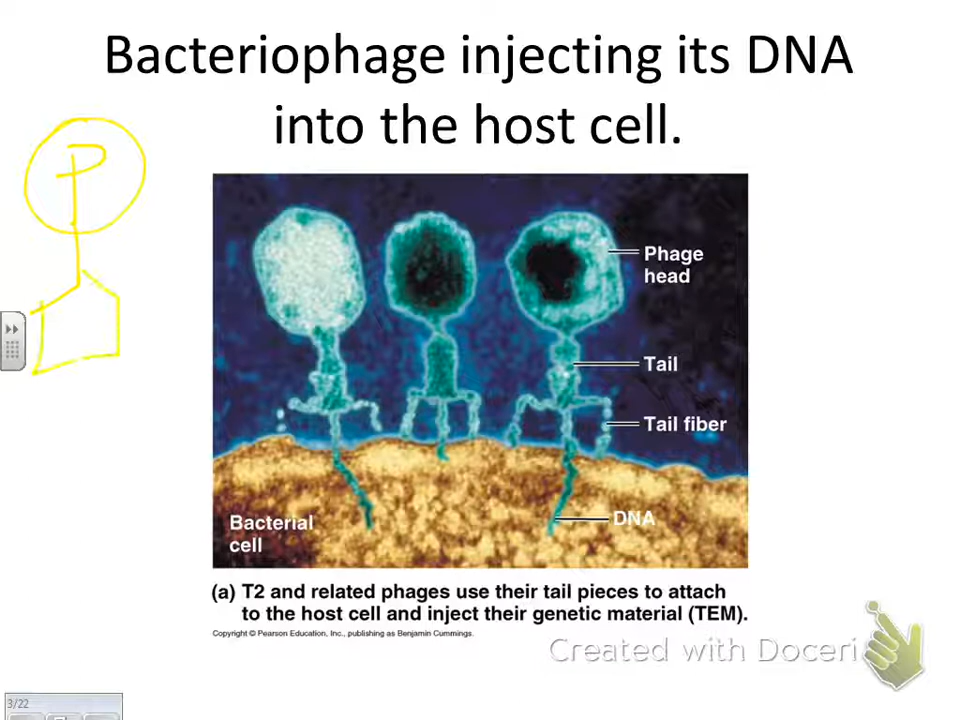 Bacteriophage injecting its DNA
into the host cell.
P
Phage
head
Tail
Tail fiber
DNA
Bacterial
cell
(a) T2 and related phages use their tail pieces to attach
to the host cell and inject their genetic material (TEM).
Copyright © Pearson Education, Inc., publishing as Benjamin Cummings.
Created with Doceri
3/22